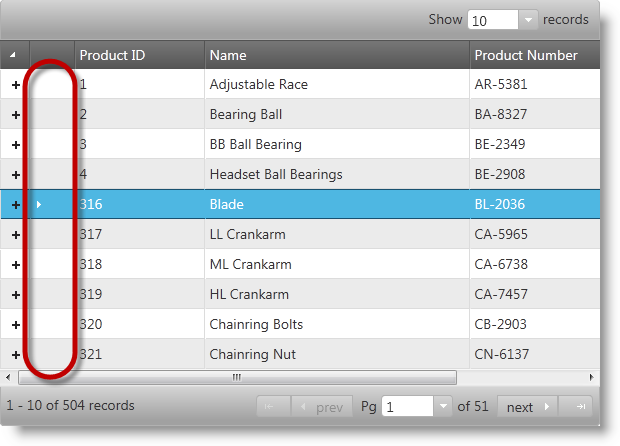 Show 10 records
Product ID Name Product Number
1 Adjustable Race AR-5381
2 Bearing Ball BA-8327
3 BB Ball Bearing BE-2349
4 Headset Ball Bearings BE-2908
316 Blade BL-2036
317 LL Crankarm CA-5965
318 ML Crankarm CA-6738
319 HL Crankarm CA-7457
320 Chainring Bolts CB-2903
321 Chainring Nut CN-6137
1 - 10 of 504 records prev Pg 1 of 51 next